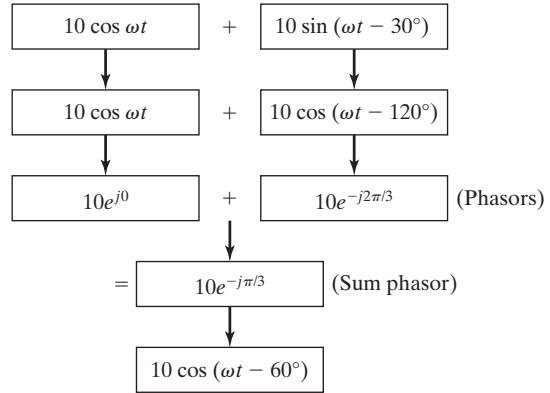 10 cos ωt + 10 sin (ωt − 30°)
10 cos ωt + 10 cos (ωt − 120°)
10e^{j0} + 10e^{−j2π/3} (Phasors)
= 10e^{−jπ/3} (Sum phasor)
10 cos (ωt − 60°)